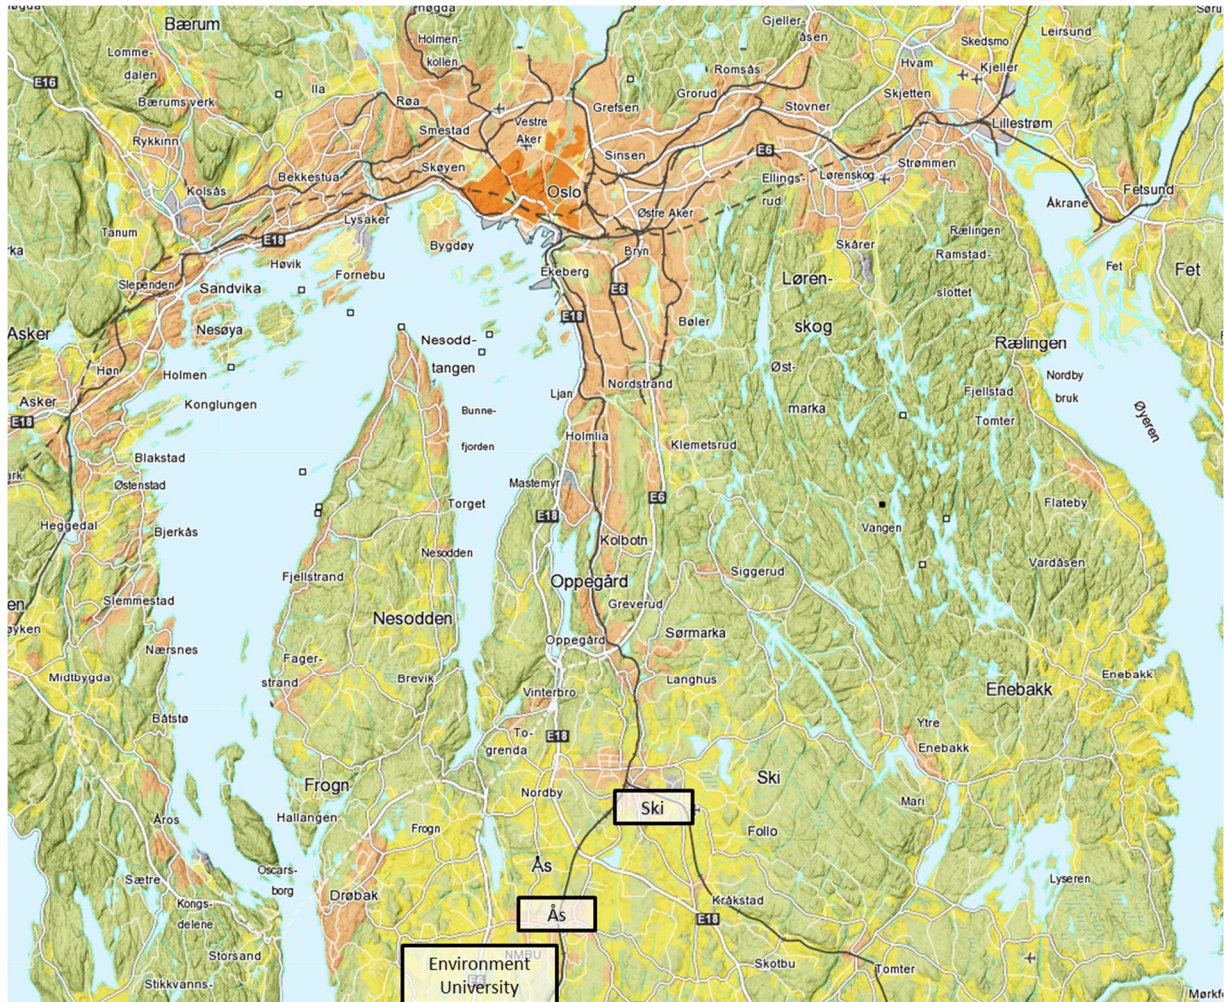 Bærum
Holmen-
kollen
Gjeller-
åsen
Leirsund
Skedsmo
Lomme-
dalen
Hvam
Kjeller
Romsås
E16
Ila
Grorud
Skjetten
Bærums verk
Røa
Grefsen
Stovner
Vestre
Aker
Smestad
Lillestrøm
Rykkinn
Sinsen
E6
Strømmen
Skøyen
Bekkestua
Ellings-
rud
Lørenskog
Kolsås
Oslo
Fetsund
Åkrane
Lysaker
Østre Aker
Tanum
Rælingen
E18
Bygdøy
Bryn
Skårer
Ramstad-
slottet
Høvik
Fornebu
Ekeberg
Fet
Fet
Slependen
Løren-
skog
Sandvika
E6
E18
Bøler
Nesøya
Asker
Nesodd-
tangen
Rælingen
Høn
Holmen
Øst-
marka
Nordby
bruk
Nordstrand
Fjellstrand
Asker
Ljan
Konglungen
E18
Bunne-
fjorden
Tomter
Øyeren
Holmlia
Klemetsrud
Blakstad
Østenstad
Mastemyr
E6
Torget
Flateby
E18
Heggedal
Bjerkås
Vangen
Kolbotn
Nesodden
Vardåsen
Siggerud
Fjellstrand
Oppegård
Slemmestad
Greverud
Nesodden
Sørmarka
Oppegård
Nærsnes
Fager-
strand
Midtbygda
Brevik
Langhus
Enebakk
Enebakk
Vinterbro
Båtstø
Ytre
Enebakk
To-
grenda
E18
Frogn
Ski
Nordby
Ski
Mari
Hallangen
Åros
Frogn
Follo
Ås
Oscars-
borg
Sætre
Lyseren
Drøbak
Kongs-
delene
Kråkstad
Ås
E18
Storsand
NMBU
Environment
University
Skotbu
Tomter
Stikkvanns-